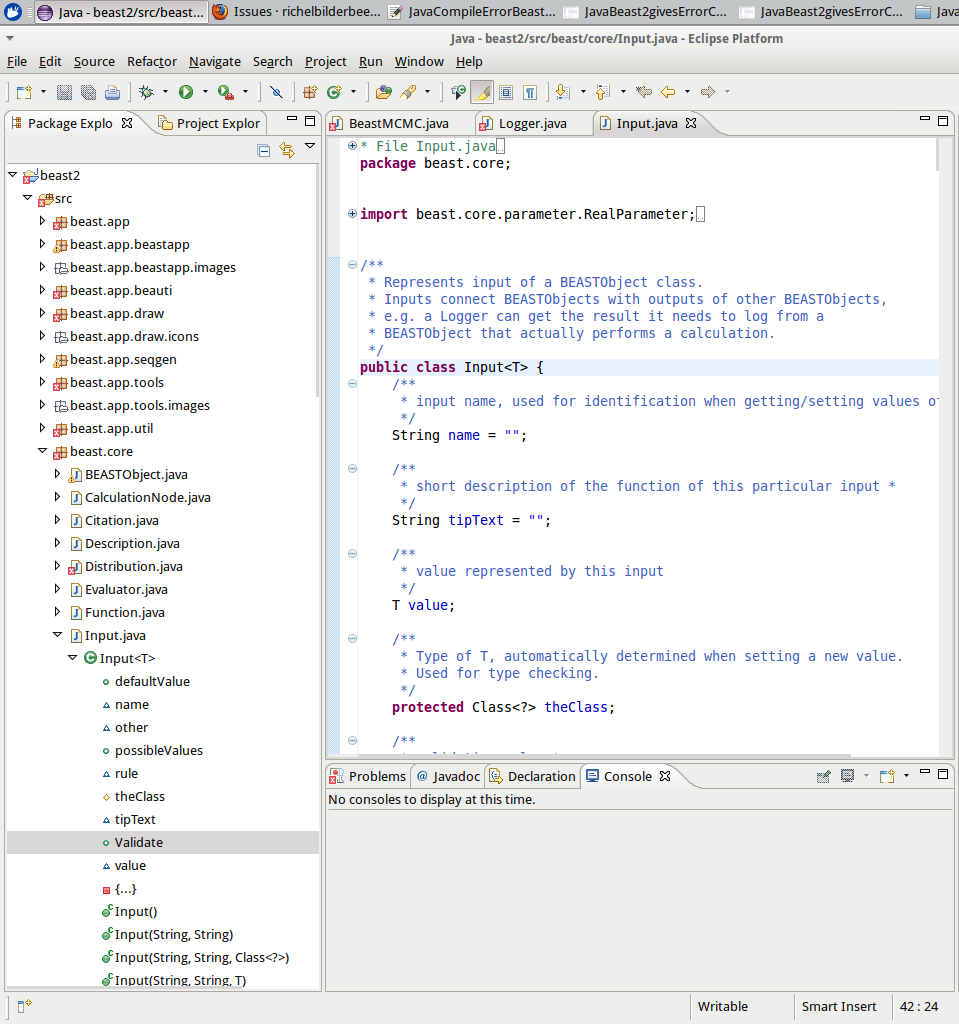 Java - beast2/src/beast... Issues · richelbilderbee... JavaCompileErrorBeast... JavaBeast2givesErrorC... JavaBeast2givesErrorC... Java
Java - beast2/src/beast/core/Input.java - Eclipse Platform
File Edit Source Refactor Navigate Search Project Run Window Help
Package Explo Project Explor
BeastMCMC.java Logger.java Input.java
beast2
src
beast.app
beast.app.beastapp
beast.app.beastapp.images
beast.app.beauti
beast.app.draw
beast.app.draw.icons
beast.app.seqgen
beast.app.tools
beast.app.tools.images
beast.app.util
beast.core
BEASTObject.java
CalculationNode.java
Citation.java
Description.java
Distribution.java
Evaluator.java
Function.java
Input.java
Input<T>
defaultValue
name
other
possibleValues
rule
theClass
tipText
Validate
value
{...}
Input()
Input(String, String)
Input(String, String, Class<?>)
Input(String, String, T)
* File Input.java
package beast.core;
import beast.core.parameter.RealParameter;
/**
* Represents input of a BEASTObject class.
* Inputs connect BEASTObjects with outputs of other BEASTObjects,
* e.g. a Logger can get the result it needs to log from a
* BEASTObject that actually performs a calculation.
*/
public class Input<T> {
/**
* input name, used for identification when getting/setting values of
*/
String name = "";
/**
* short description of the function of this particular input *
*/
String tipText = "";
/**
* value represented by this input
*/
T value;
/**
* Type of T, automatically determined when setting a new value.
* Used for type checking.
*/
protected Class<?> theClass;
/**
Problems @ Javadoc Declaration Console
No consoles to display at this time.
Writable Smart Insert 42 : 24